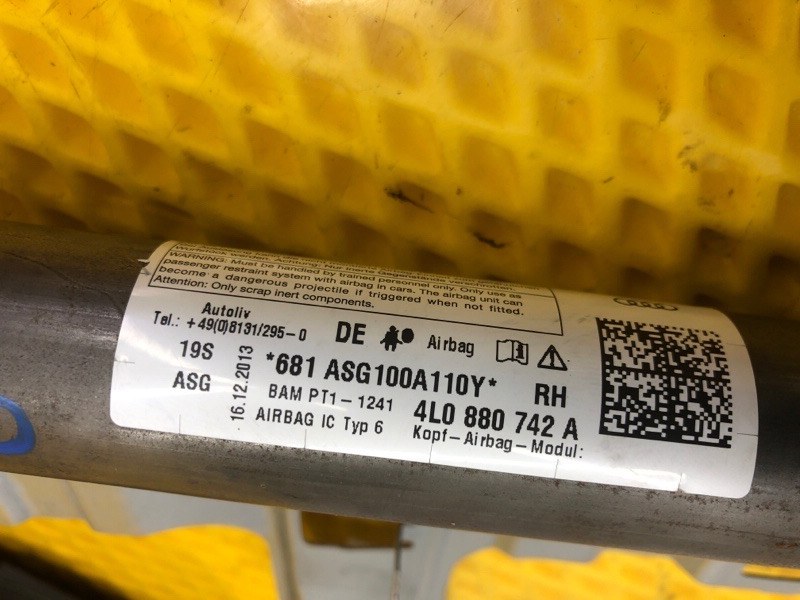 WARNING: Must be handled by trained personnel only. Only use as
passenger restraint system with airbag in cars. The airbag unit can
become a dangerous projectile if triggered when not fitted.
Attention: Only scrap inert components.
Autoliv
Tel.: +49(0)8131/295-0
DE
Airbag
19S
ASG
16.12.2013
*681 ASG100A110Y*
RH
BAM PT1-1241
4L0 880 742 A
AIRBAG IC Typ 6
Kopf-Airbag-Modul: